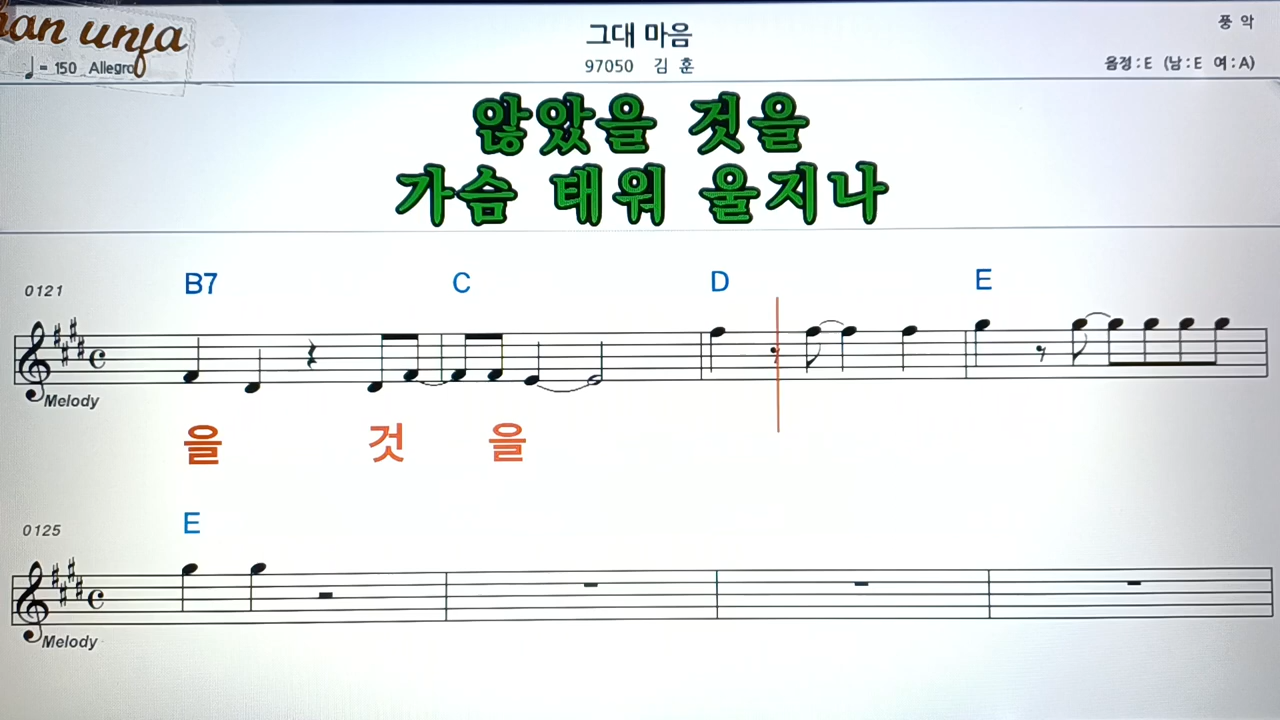 han unfa
♩ = 150 Allegro
그대 마음
97050 김 훈
풍 악
음정:E (남:E 여:A)
않았을 것을
가슴 태워 울지나
0121
B7 C D E
Melody
을 것 을
0125
E
Melody